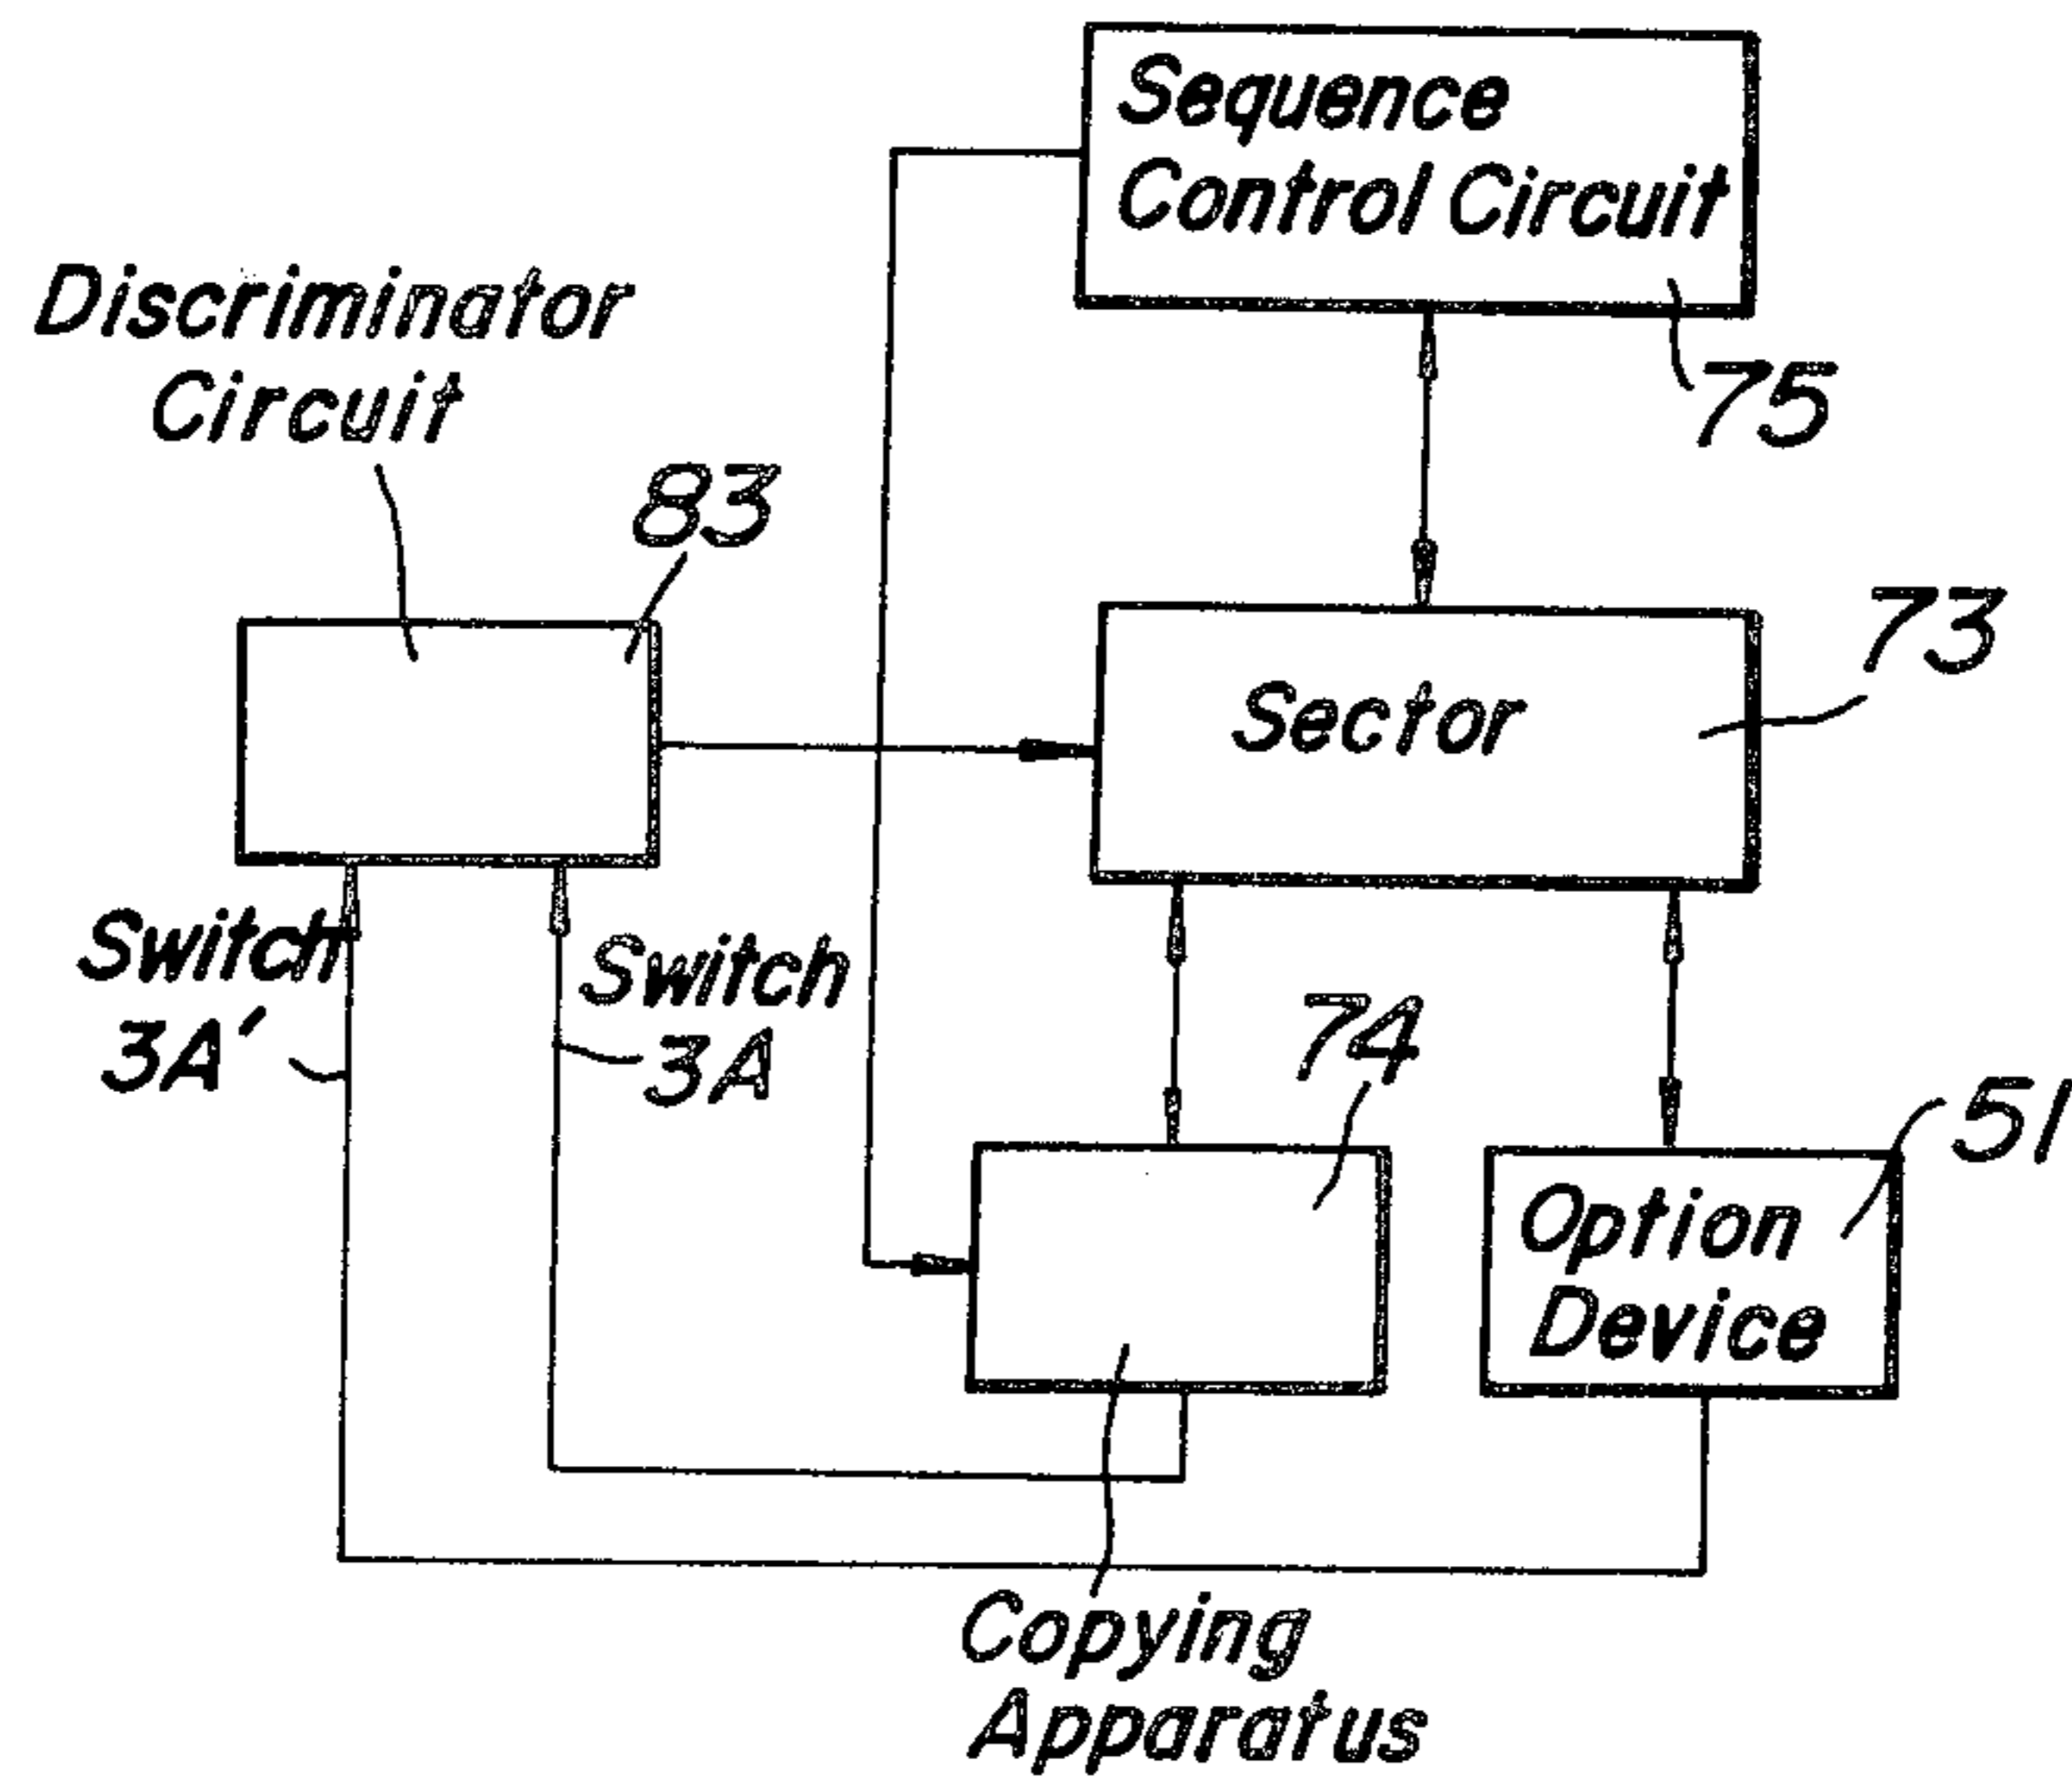 Sequence
Control Circuit
75
Discriminator
Circuit
83
73
Sector
Switch
3A'
Switch
3A
74
51
Option
Device
Copying
Apparatus